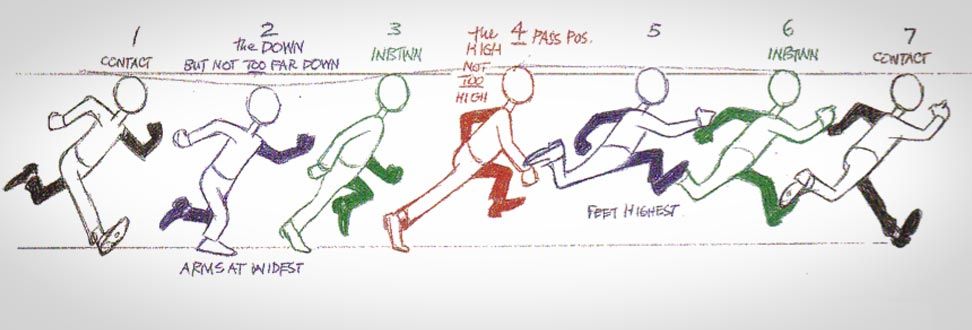 1
CONTACT
2
the DOWN
BUT NOT TOO FAR DOWN
3
INBTWN
the 4 PASS POS.
HIGH
NOT
TOO
HIGH
5
6
INBTWN
7
CONTACT
FEET HIGHEST
ARMS AT WIDEST